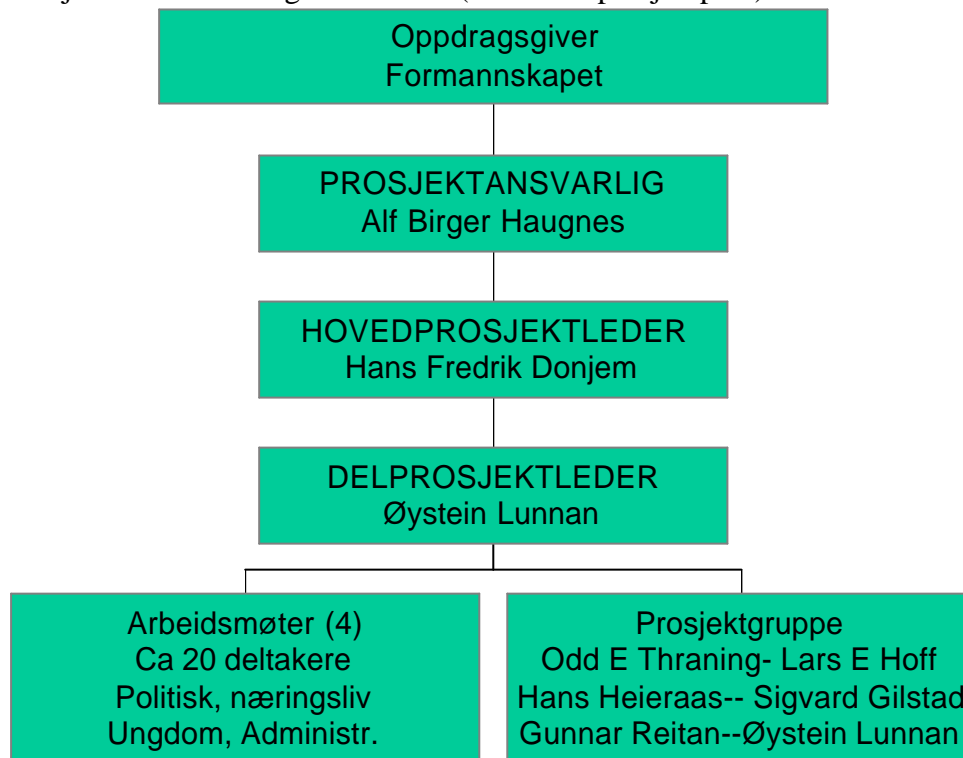 Oppdragsgiver
Formannskapet
PROSJEKTANSVARLIG
Alf Birger Haugnes
HOVEDPROSJEKTLEDER
Hans Fredrik Donjem
DELPROSJEKTLEDER
Øystein Lunnan
Arbeidsmøter (4)
Ca 20 deltakere
Politisk, næringsliv
Ungdom, Administr.
Prosjektgruppe
Odd E Thraning- Lars E Hoff
Hans Heieraas-- Sigvard Gilstad
Gunnar Reitan--Øystein Lunnan